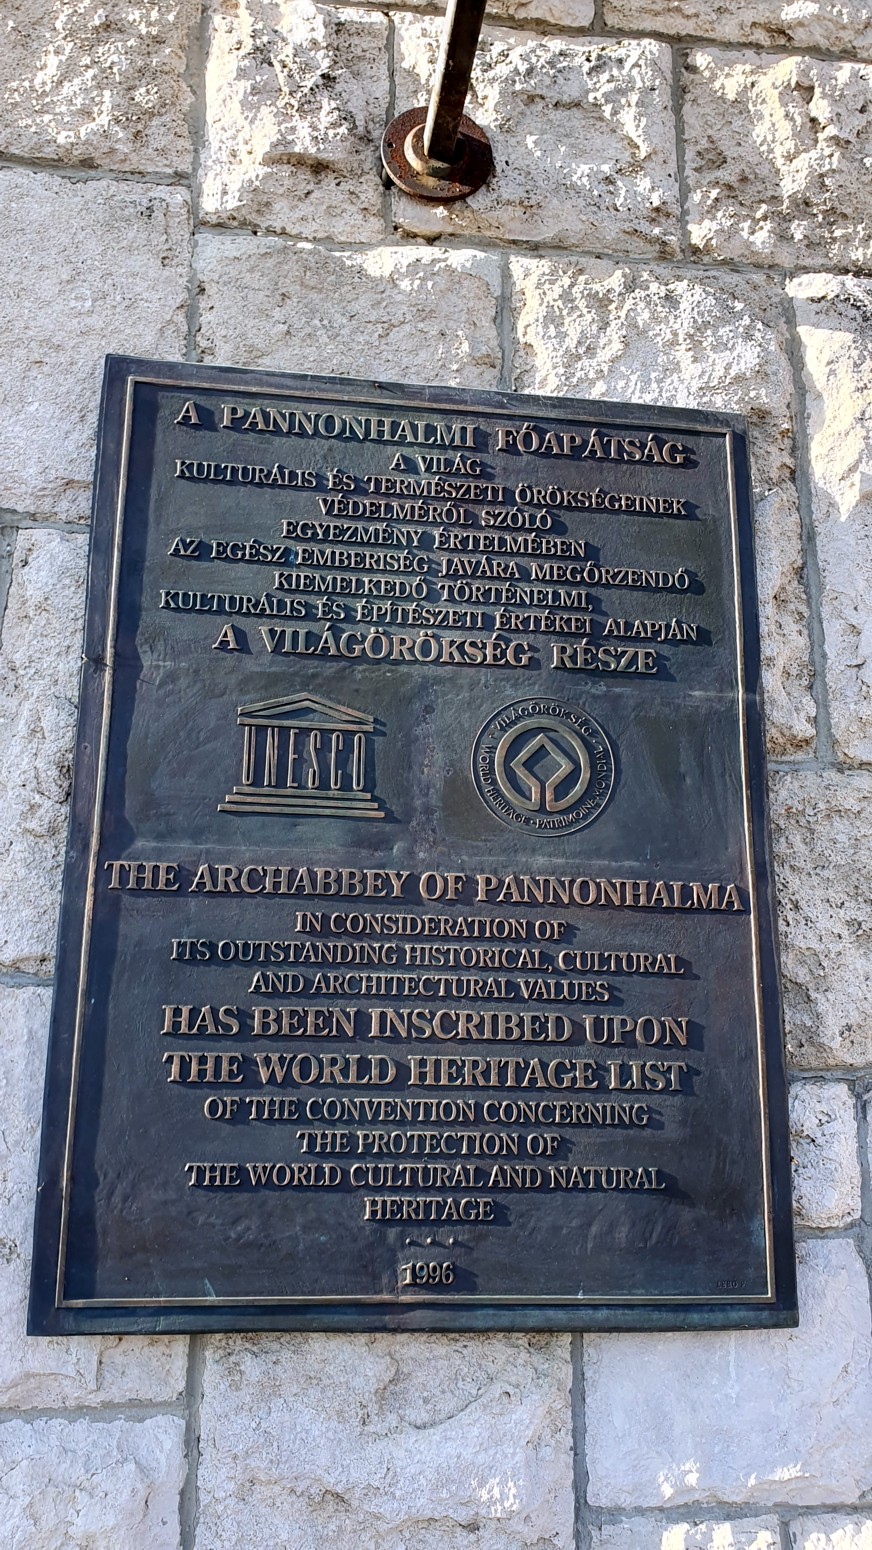 A PANNONHALMI FŐAPÁTSÁG
A VILÁG
KULTURÁLIS ÉS TERMÉSZETI ÖRÖKSÉGEINEK
VÉDELMÉRŐL SZÓLÓ
EGYEZMÉNY ÉRTELMÉBEN
AZ EGÉSZ EMBERISÉG JAVÁRA MEGŐRZENDŐ
KIEMELKEDŐ TÖRTÉNELMI,
KULTURÁLIS ÉS ÉPÍTÉSZETI ÉRTÉKEI ALAPJÁN
A VILÁGÖRÖKSÉG RÉSZE
UNESCO
VILÁGÖRÖKSÉG · WORLD HERITAGE · PATRIMOINE MONDIAL
THE ARCHABBEY OF PANNONHALMA
IN CONSIDERATION OF
ITS OUTSTANDING HISTORICAL, CULTURAL
AND ARCHITECTURAL VALUES
HAS BEEN INSCRIBED UPON
THE WORLD HERITAGE LIST
OF THE CONVENTION CONCERNING
THE PROTECTION OF
THE WORLD CULTURAL AND NATURAL
HERITAGE
1996